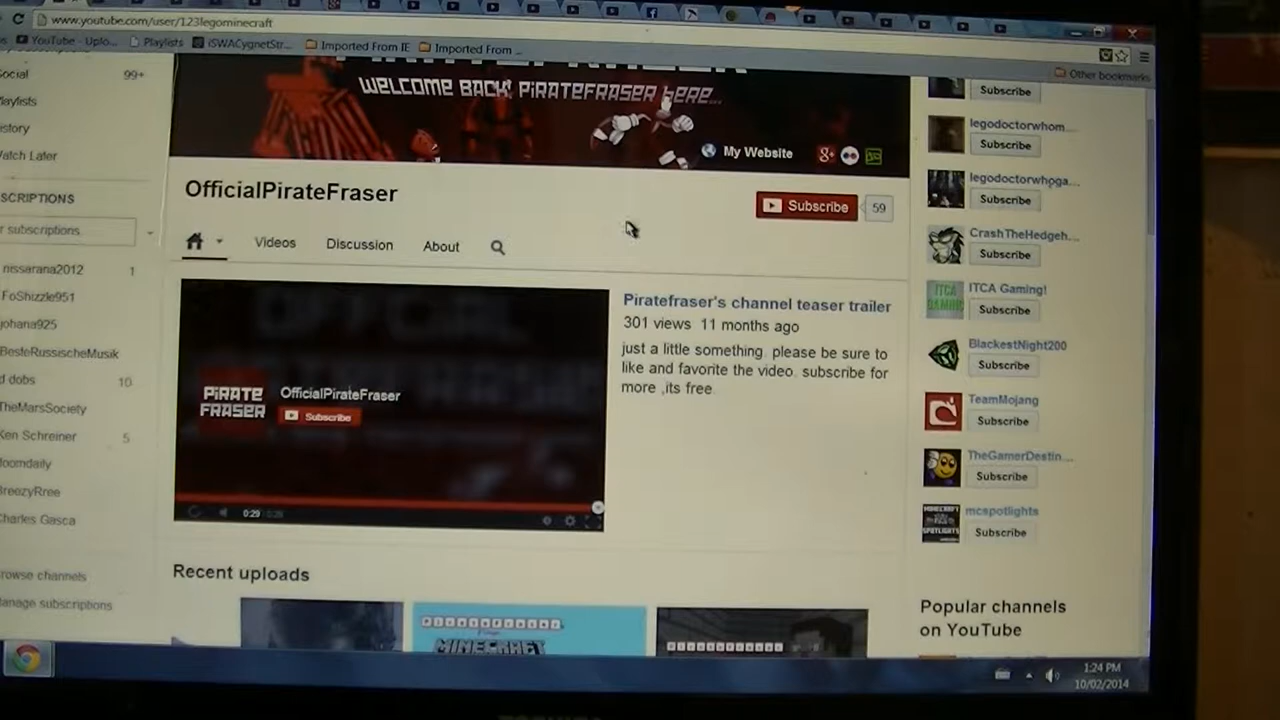 www.youtube.com/user/123legominecraft
YouTube - Uplo...
Playlists
iSWACygnetStr...
Imported From IE
Imported From ...
Other bookmarks
ocial
99+
laylists
istory
atch Later
SCRIPTIONS
r subscriptions
nssarana2012
1
FoShizzle951
johana925
BesteRussischeMusik
d dobs
10
TheMarsSociety
Ken Schreiner
5
loomdaily
BreezyRree
Charles Gasca
rowse channels
anage subscriptions
WELCOME BACK, PIRATEFRASER HERE...
My Website
OfficialPirateFraser
Subscribe
59
Videos
Discussion
About
PIRATE
FRASER
OfficialPirateFraser
Subscribe
0:29
Piratefraser's channel teaser trailer
301 views 11 months ago
just a little something. please be sure to
like and favorite the video. subscribe for
more ,its free.
Recent uploads
MINECRAFT
Subscribe
legodoctorwhom...
Subscribe
legodoctorwhoga...
Subscribe
CrashTheHedgeh...
Subscribe
ITCA Gaming!
Subscribe
BlackestNight200
Subscribe
TeamMojang
Subscribe
TheGamerDestin...
Subscribe
mcspotlights
Subscribe
Popular channels
on YouTube
1:24 PM
10/02/2014